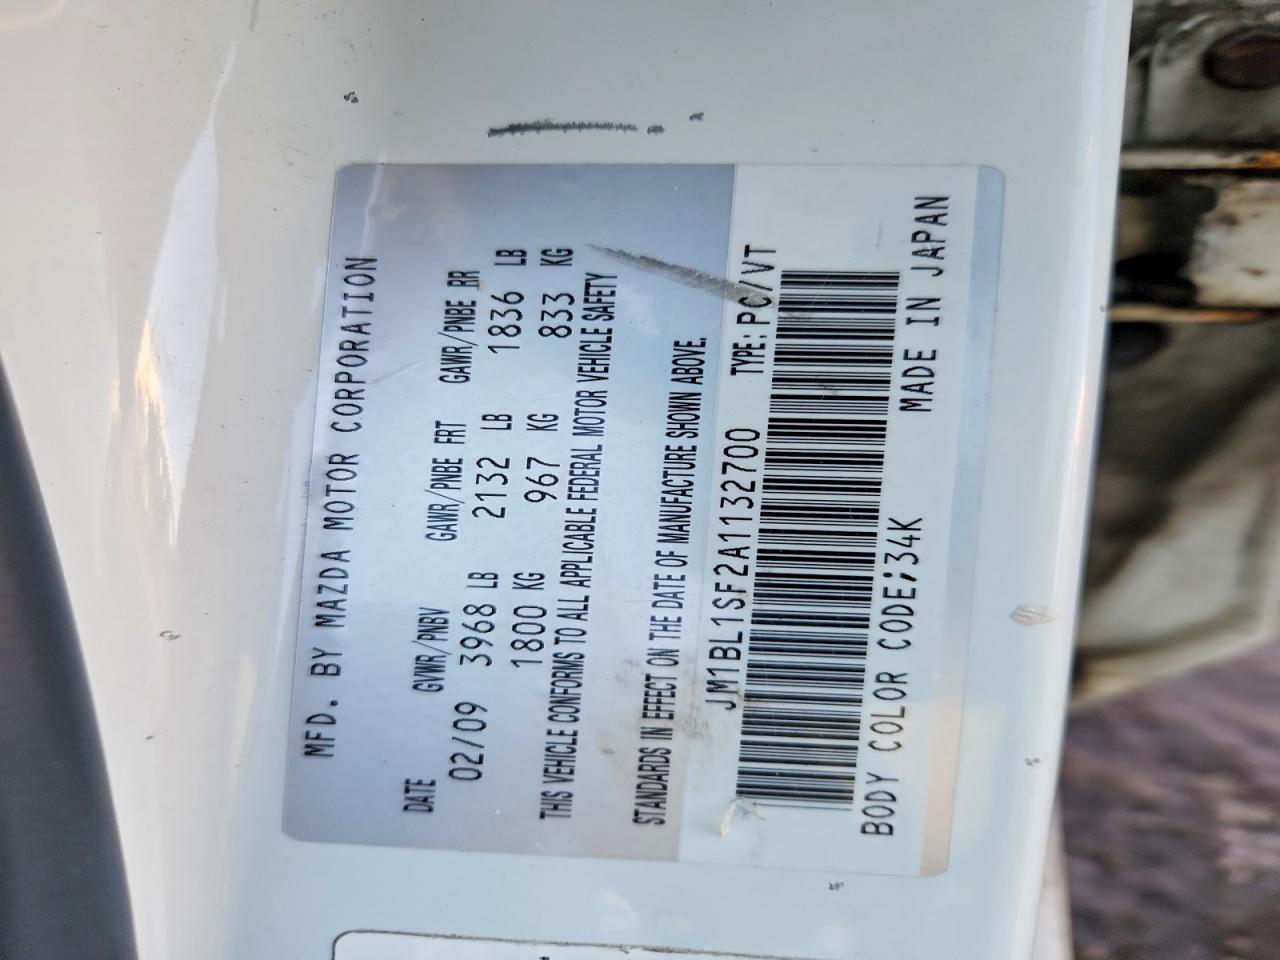 MFD. BY MAZDA MOTOR CORPORATION
DATE GVWR/PNBV GAWR/PNBE FRT GAWR/PNBE RR
02/09 3968 LB 2132 LB 1836 LB
1800 KG 967 KG 833 KG
THIS VEHICLE CONFORMS TO ALL APPLICABLE FEDERAL MOTOR VEHICLE SAFETY
STANDARDS IN EFFECT ON THE DATE OF MANUFACTURE SHOWN ABOVE.
JM1BL1SF2A1132700 TYPE:PC/VT
BODY COLOR CODE;34K MADE IN JAPAN